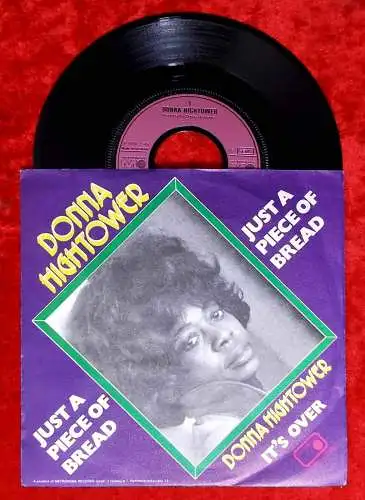 DONNA HIGHTOWER
DONNA
HIGHTOWER
JUST A
PIECE OF
BREAD
JUST A
PIECE OF
BREAD
DONNA HIGHTOWER
IT'S OVER